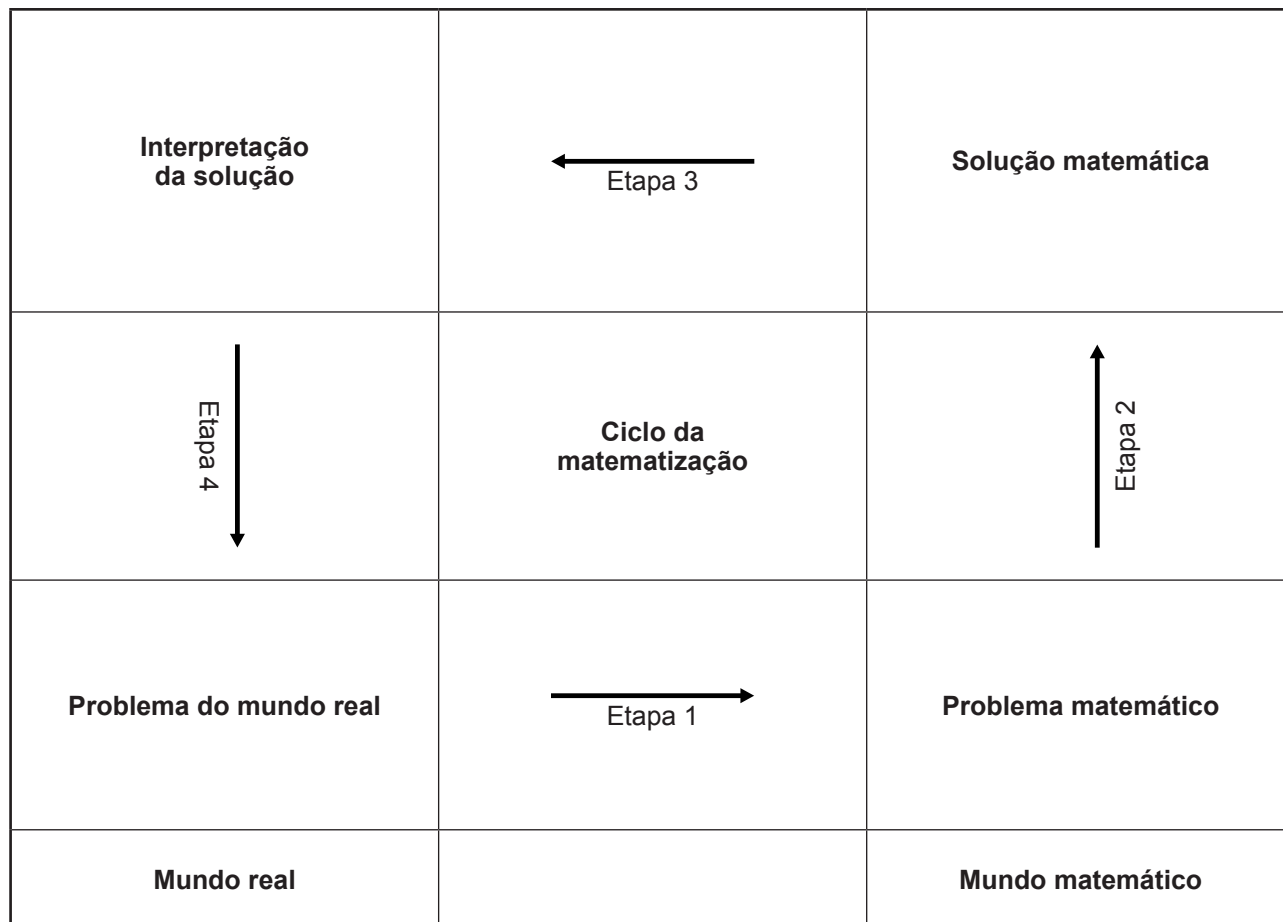 Interpretação
da solução
Etapa 3
Solução matemática
Etapa 4
Ciclo da
matematização
Etapa 2
Problema do mundo real
Etapa 1
Problema matemático
Mundo real
Mundo matemático